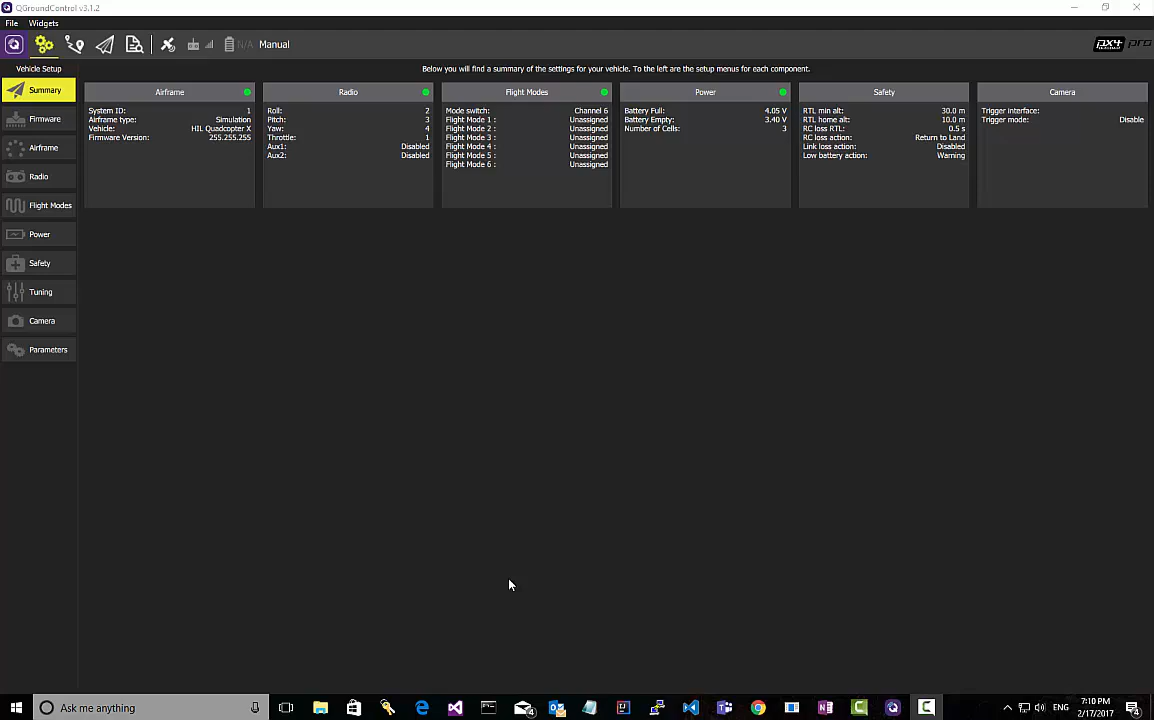 QGroundControl v3.1.2
File Widgets
N/A Manual
px4 pro
Vehicle Setup
Below you will find a summary of the settings for your vehicle. To the left are the setup menus for each component.
Summary
Firmware
Airframe
Radio
Flight Modes
Power
Safety
Tuning
Camera
Parameters
Airframe
System ID: 1
Airframe type: Simulation
Vehicle: HIL Quadcopter X
Firmware Version: 255.255.255
Radio
Roll: 2
Pitch: 3
Yaw: 4
Throttle: 1
Aux1: Disabled
Aux2: Disabled
Flight Modes
Mode switch: Channel 6
Flight Mode 1 : Unassigned
Flight Mode 2 : Unassigned
Flight Mode 3 : Unassigned
Flight Mode 4 : Unassigned
Flight Mode 5 : Unassigned
Flight Mode 6 : Unassigned
Power
Battery Full: 4.05 V
Battery Empty: 3.40 V
Number of Cells: 3
Safety
RTL min alt: 30.0 m
RTL home alt: 10.0 m
RC loss RTL: 0.5 s
RC loss action: Return to Land
Link loss action: Disabled
Low battery action: Warning
Camera
Trigger interface:
Trigger mode: Disable
Ask me anything
4
ENG
7:10 PM
2/17/2017
4